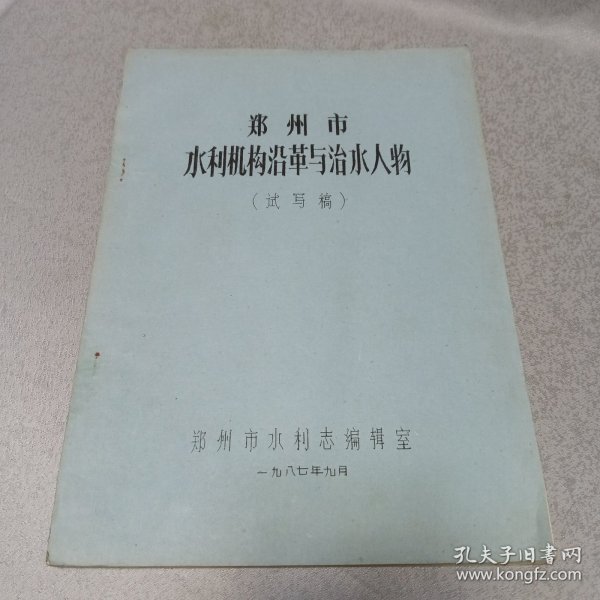 郑州市
水利机构沿革与治水人物
(试写稿)
郑州市水利志编辑室
一九八七年九月
孔夫子旧书网
www.kongfz.com